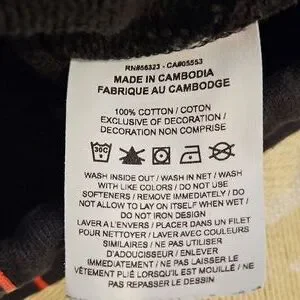 RN#56323 - CA#05553
MADE IN CAMBODIA
FABRIQUE AU CAMBODGE
100% COTTON / COTON
EXCLUSIVE OF DECORATION /
DECORATION NON COMPRISE
30C
WASH INSIDE OUT / WASH IN NET / WASH
WITH LIKE COLORS / DO NOT USE
SOFTENERS / REMOVE IMMEDIATELY / DO
NOT ALLOW TO LAY ON ITSELF WHEN WET /
DO NOT IRON DESIGN
LAVER A L'ENVERS / PLACER DANS UN FILET
POUR NETTOYER / LAVER AVEC COULEURS
SIMILAIRES / NE PAS UTILISER
D'ADOUCISSEUR / ENLEVER
IMMEDIATEMENT / NE PAS LAISSER LE
VÊTEMENT PLIÉ LORSQU'IL EST MOUILLÉ / NE
PAS REPASSER LE DESSIN